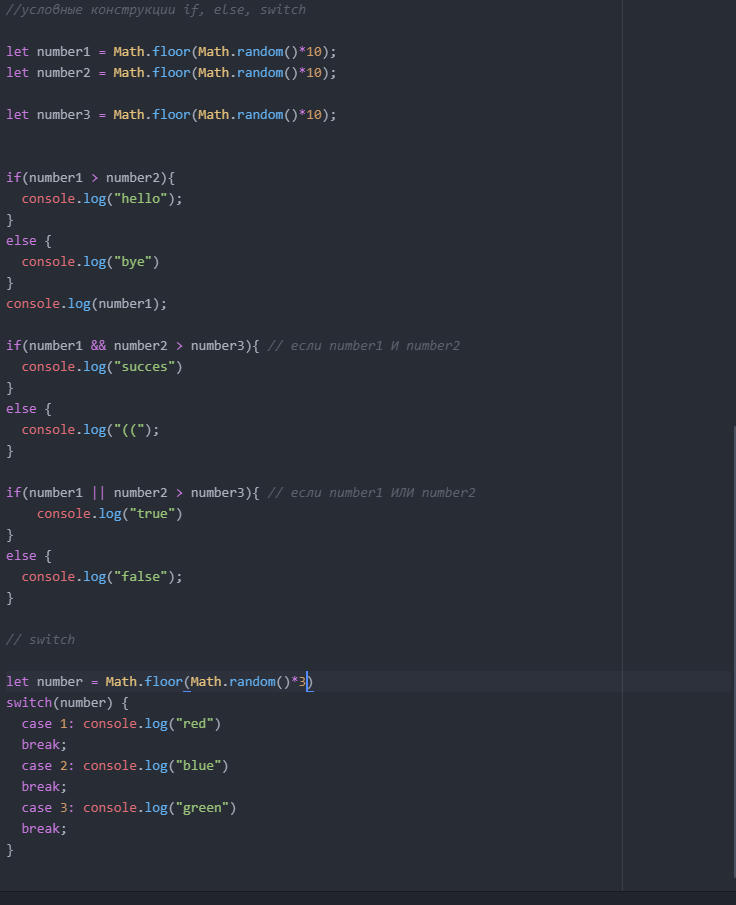 //условные конструкции if, else, switch
let number1 = Math.floor(Math.random()*10);
let number2 = Math.floor(Math.random()*10);
let number3 = Math.floor(Math.random()*10);
if(number1 > number2){
  console.log("hello");
}
else {
  console.log("bye")
}
console.log(number1);
if(number1 && number2 > number3){ // если number1 И number2
  console.log("succes")
}
else {
  console.log("((");
}
if(number1 || number2 > number3){ // если number1 ИЛИ number2
    console.log("true")
}
else {
  console.log("false");
}
// switch
let number = Math.floor(Math.random()*3)
switch(number) {
  case 1: console.log("red")
  break;
  case 2: console.log("blue")
  break;
  case 3: console.log("green")
  break;
}